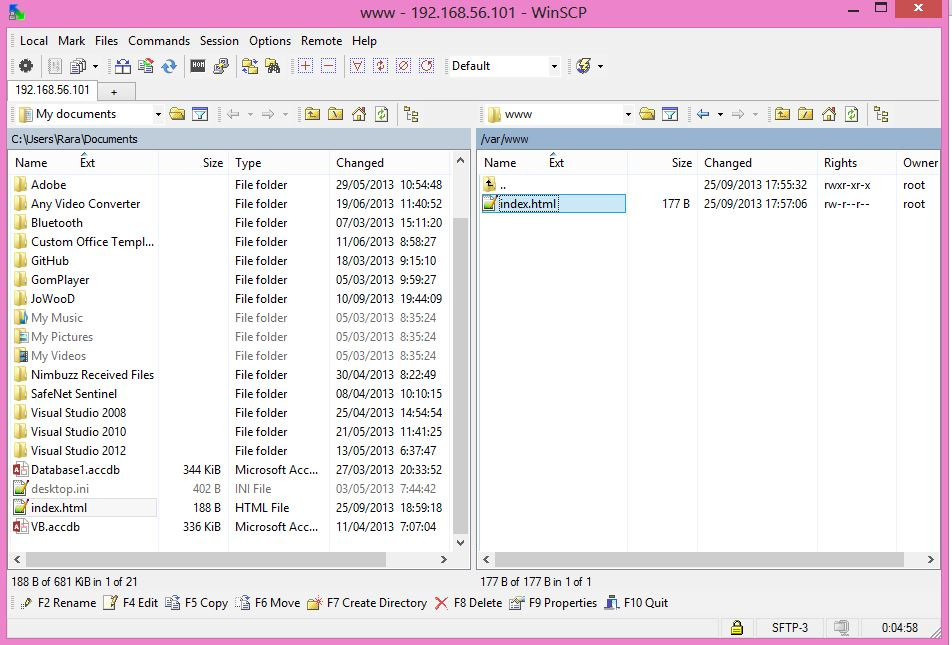 www - 192.168.56.101 - WinSCP
Local Mark Files Commands Session Options Remote Help
Default
192.168.56.101 +
My documents
C:\Users\Rara\Documents
Name Ext Size Type Changed
Adobe File folder 29/05/2013 10:54:48
Any Video Converter File folder 19/06/2013 11:40:52
Bluetooth File folder 07/03/2013 15:11:20
Custom Office Templ... File folder 11/06/2013 8:58:27
GitHub File folder 18/03/2013 9:15:10
GomPlayer File folder 05/03/2013 9:59:27
JoWooD File folder 10/09/2013 19:44:09
My Music File folder 05/03/2013 8:35:24
My Pictures File folder 05/03/2013 8:35:24
My Videos File folder 05/03/2013 8:35:24
Nimbuzz Received Files File folder 30/04/2013 8:22:49
SafeNet Sentinel File folder 08/04/2013 10:10:15
Visual Studio 2008 File folder 25/04/2013 14:54:54
Visual Studio 2010 File folder 21/05/2013 11:41:25
Visual Studio 2012 File folder 13/05/2013 6:37:47
Database1.accdb 344 KiB Microsoft Acc... 27/03/2013 20:33:52
desktop.ini 402 B INI File 03/05/2013 7:44:42
index.html 188 B HTML File 25/09/2013 18:59:18
VB.accdb 336 KiB Microsoft Acc... 11/04/2013 7:07:04
188 B of 681 KiB in 1 of 21
www
/var/www
Name Ext Size Changed Rights Owner
.. 25/09/2013 17:55:32 rwxr-xr-x root
index.html 177 B 25/09/2013 17:57:06 rw-r--r-- root
177 B of 177 B in 1 of 1
F2 Rename F4 Edit F5 Copy F6 Move F7 Create Directory F8 Delete F9 Properties F10 Quit
SFTP-3 0:04:58